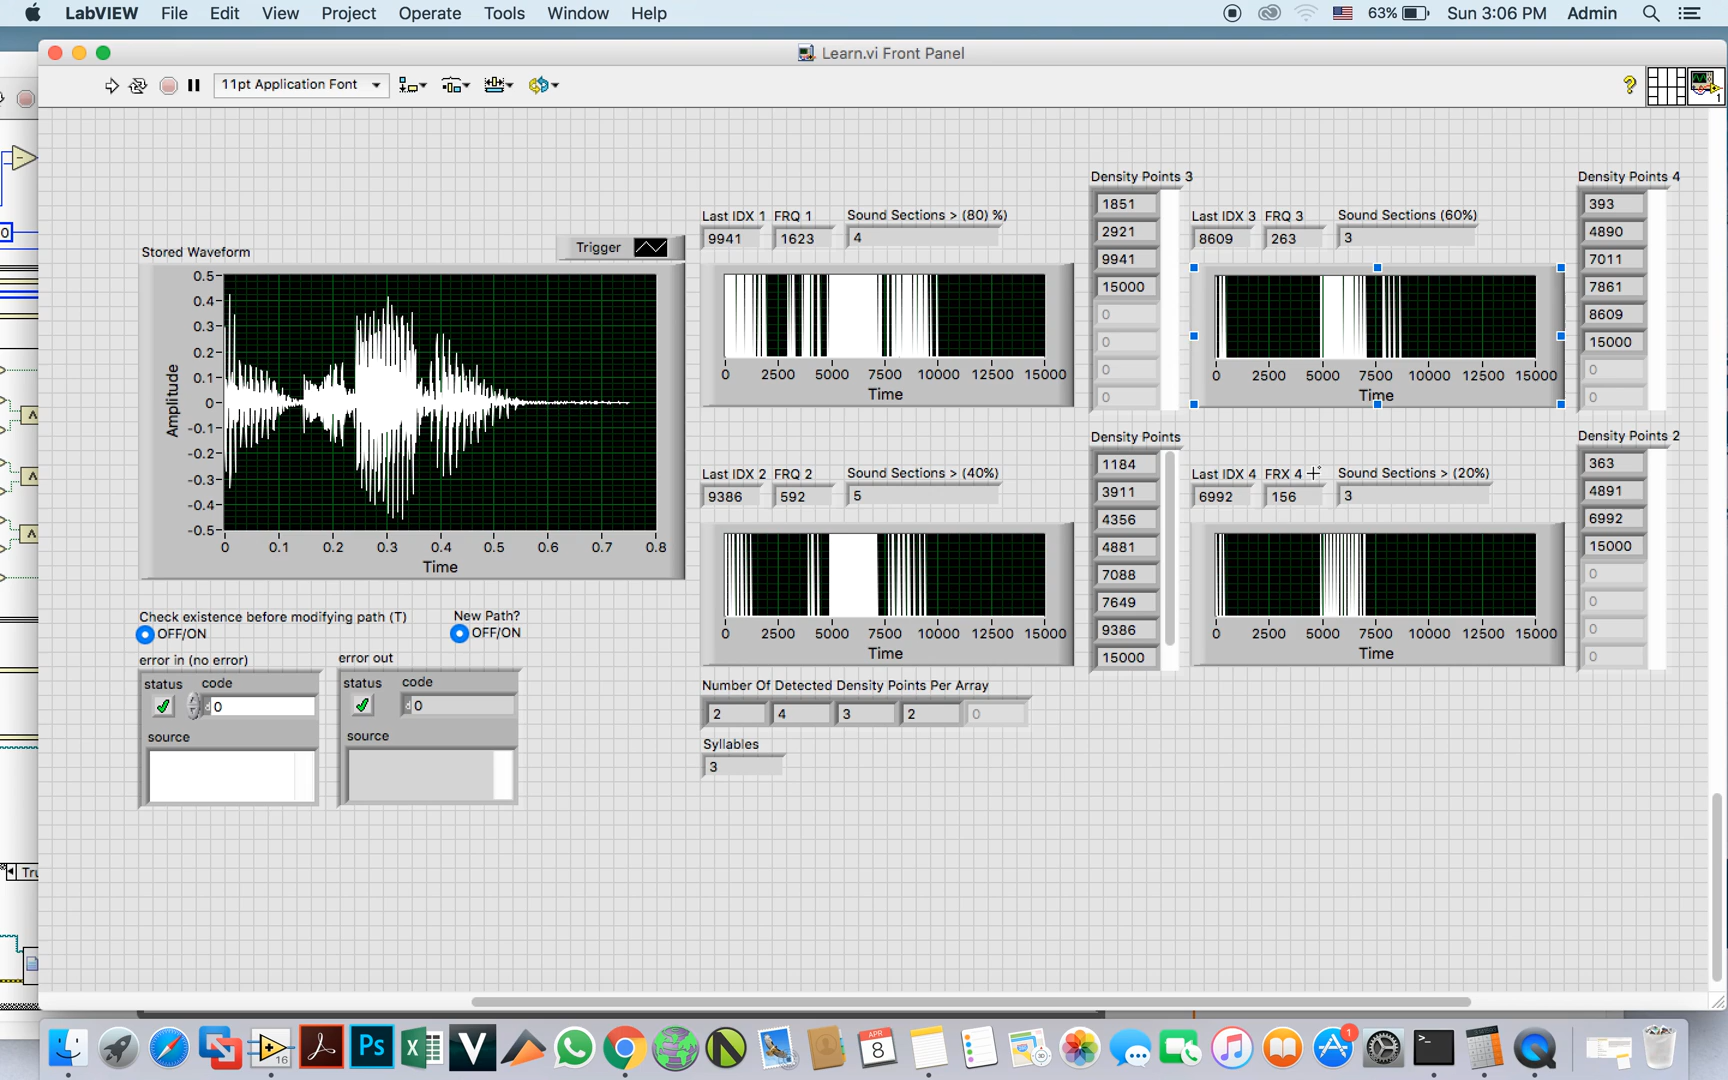 LabVIEW File Edit View Project Operate Tools Window Help 63% Sun 3:06 PM Admin
Learn.vi Front Panel
11pt Application Font
Stored Waveform
Trigger
Amplitude
0.5
0.4
0.3
0.2
0.1
0
-0.1
-0.2
-0.3
-0.4
-0.5
0 0.1 0.2 0.3 0.4 0.5 0.6 0.7 0.8
Time
Last IDX 1 FRQ 1 Sound Sections > (80) %)
9941 1623 4
0 2500 5000 7500 10000 12500 15000
Time
Density Points 3
1851
2921
9941
15000
0
0
0
0
Last IDX 3 FRQ 3 Sound Sections (60%)
8609 263 3
0 2500 5000 7500 10000 12500 15000
Time
Density Points 4
393
4890
7011
7861
8609
15000
0
0
Last IDX 2 FRQ 2 Sound Sections > (40%)
9386 592 5
0 2500 5000 7500 10000 12500 15000
Time
Density Points
1184
3911
4356
4881
7088
7649
9386
15000
Last IDX 4 FRX 4 Sound Sections > (20%)
6992 156 3
0 2500 5000 7500 10000 12500 15000
Time
Density Points 2
363
4891
6992
15000
0
0
0
0
Check existence before modifying path (T)
OFF/ON
New Path?
OFF/ON
error in (no error)
status code
0
source
error out
status code
0
source
Number Of Detected Density Points Per Array
2 4 3 2 0
Syllables
3
0
Tru
16
Ps
APR
8
1